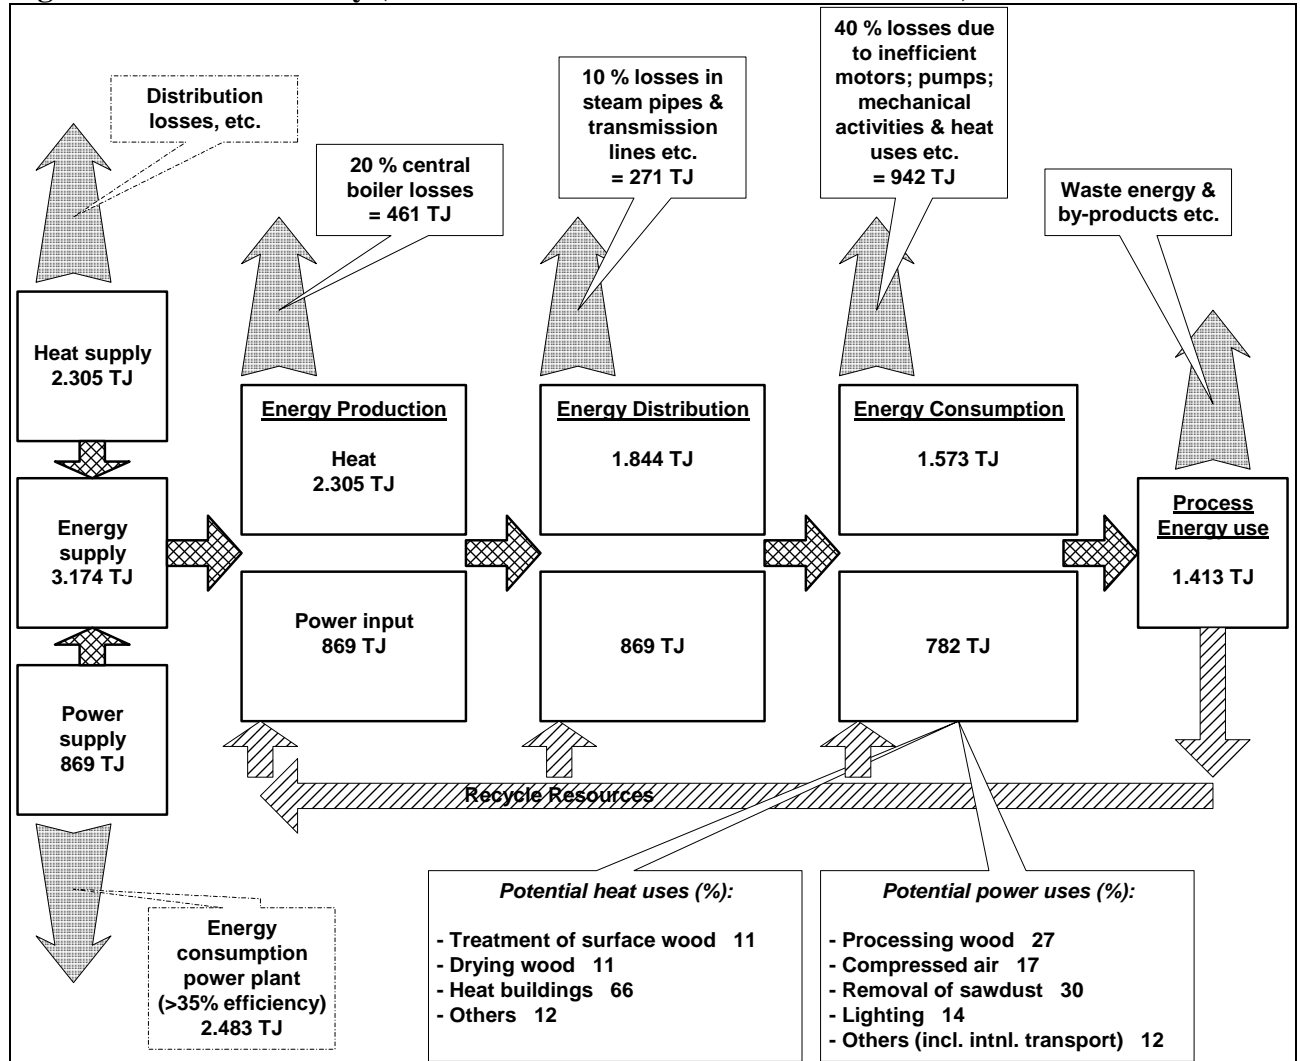 Distribution
losses, etc.
20 % central
boiler losses
= 461 TJ
10 % losses in
steam pipes &
transmission
lines etc.
= 271 TJ
40 % losses due
to inefficient
motors; pumps;
mechanical
activities & heat
uses etc.
= 942 TJ
Waste energy &
by-products etc.
Heat supply
2.305 TJ
Energy
supply
3.174 TJ
Power
supply
869 TJ
Energy Production
Heat
2.305 TJ
Power input
869 TJ
Energy Distribution
1.844 TJ
869 TJ
Energy Consumption
1.573 TJ
782 TJ
Process
Energy use
1.413 TJ
Recycle Resources
Energy
consumption
power plant
(>35% efficiency)
2.483 TJ
Potential heat uses (%):
- Treatment of surface wood 11
- Drying wood 11
- Heat buildings 66
- Others 12
Potential power uses (%):
- Processing wood 27
- Compressed air 17
- Removal of sawdust 30
- Lighting 14
- Others (incl. intnl. transport) 12